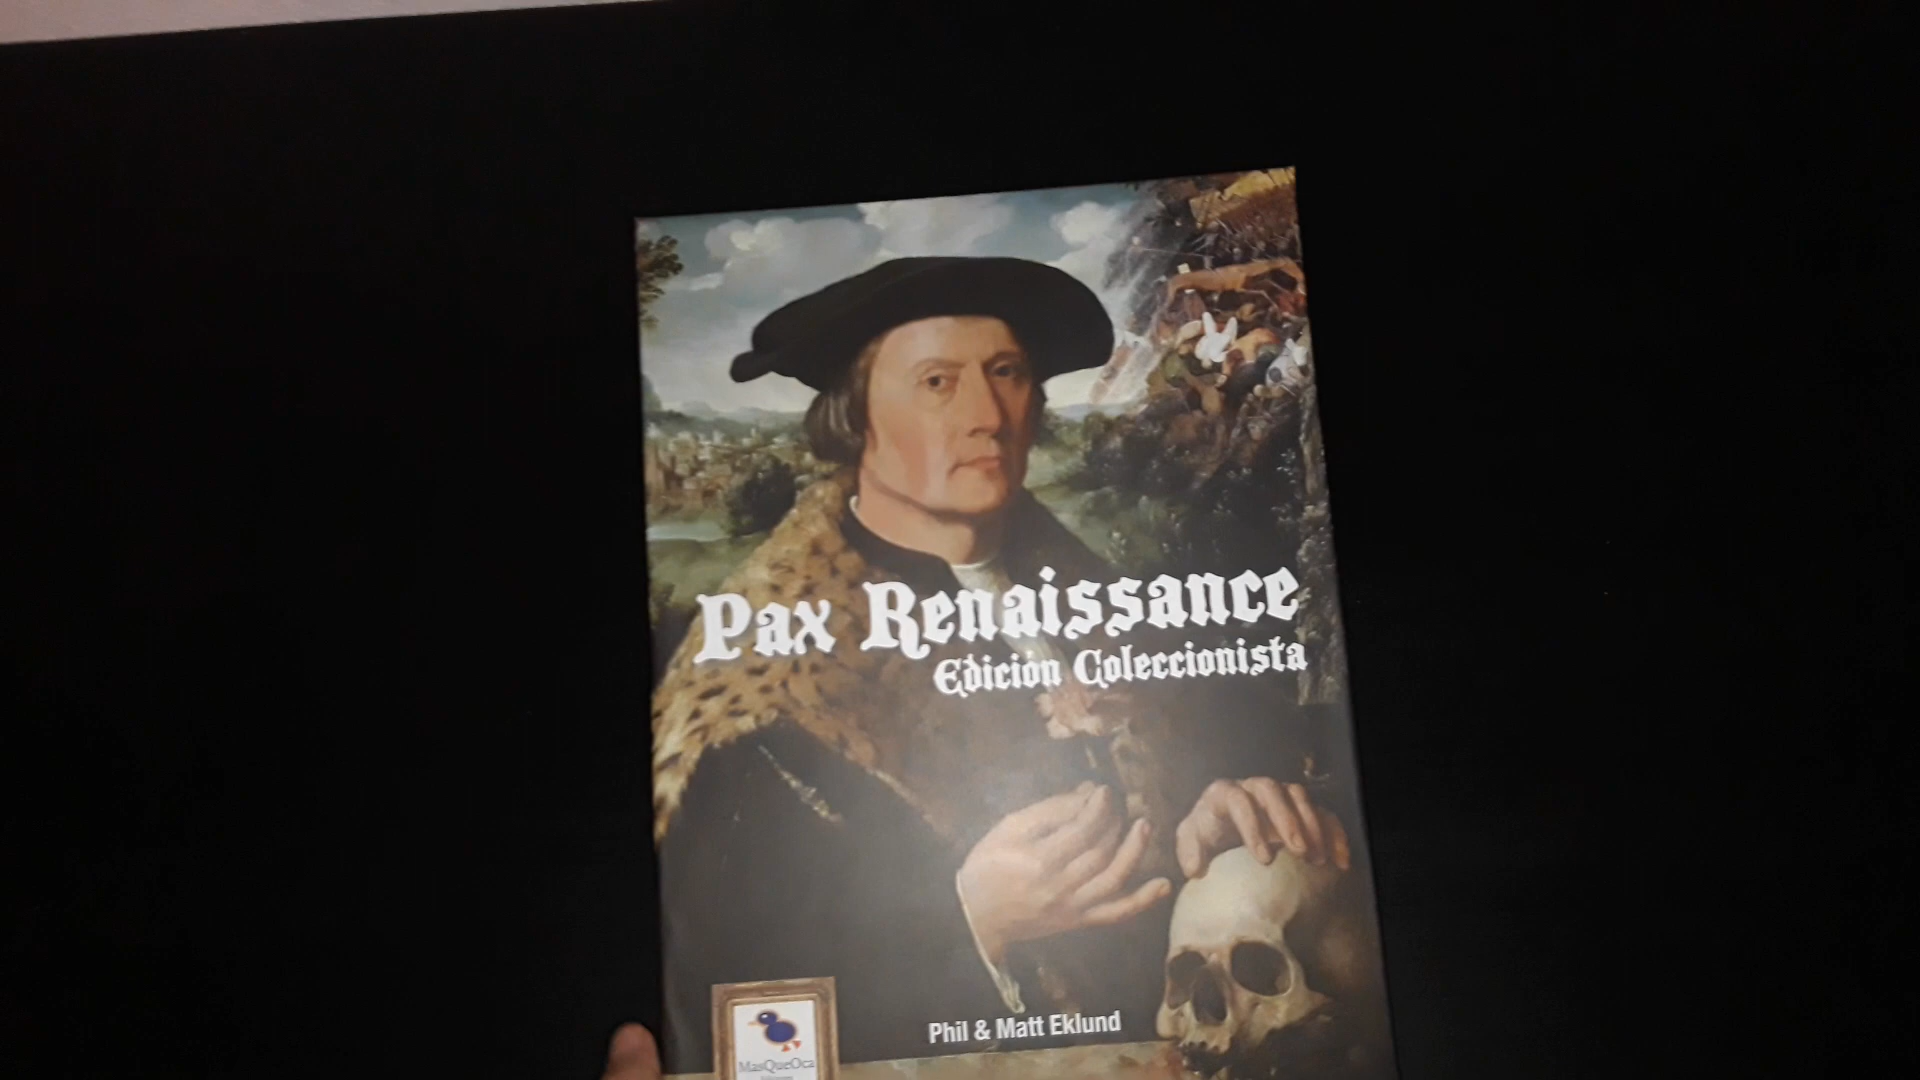 Pax Renaissance
Edición Coleccionista
Phil & Matt Eklund
MasQueOca